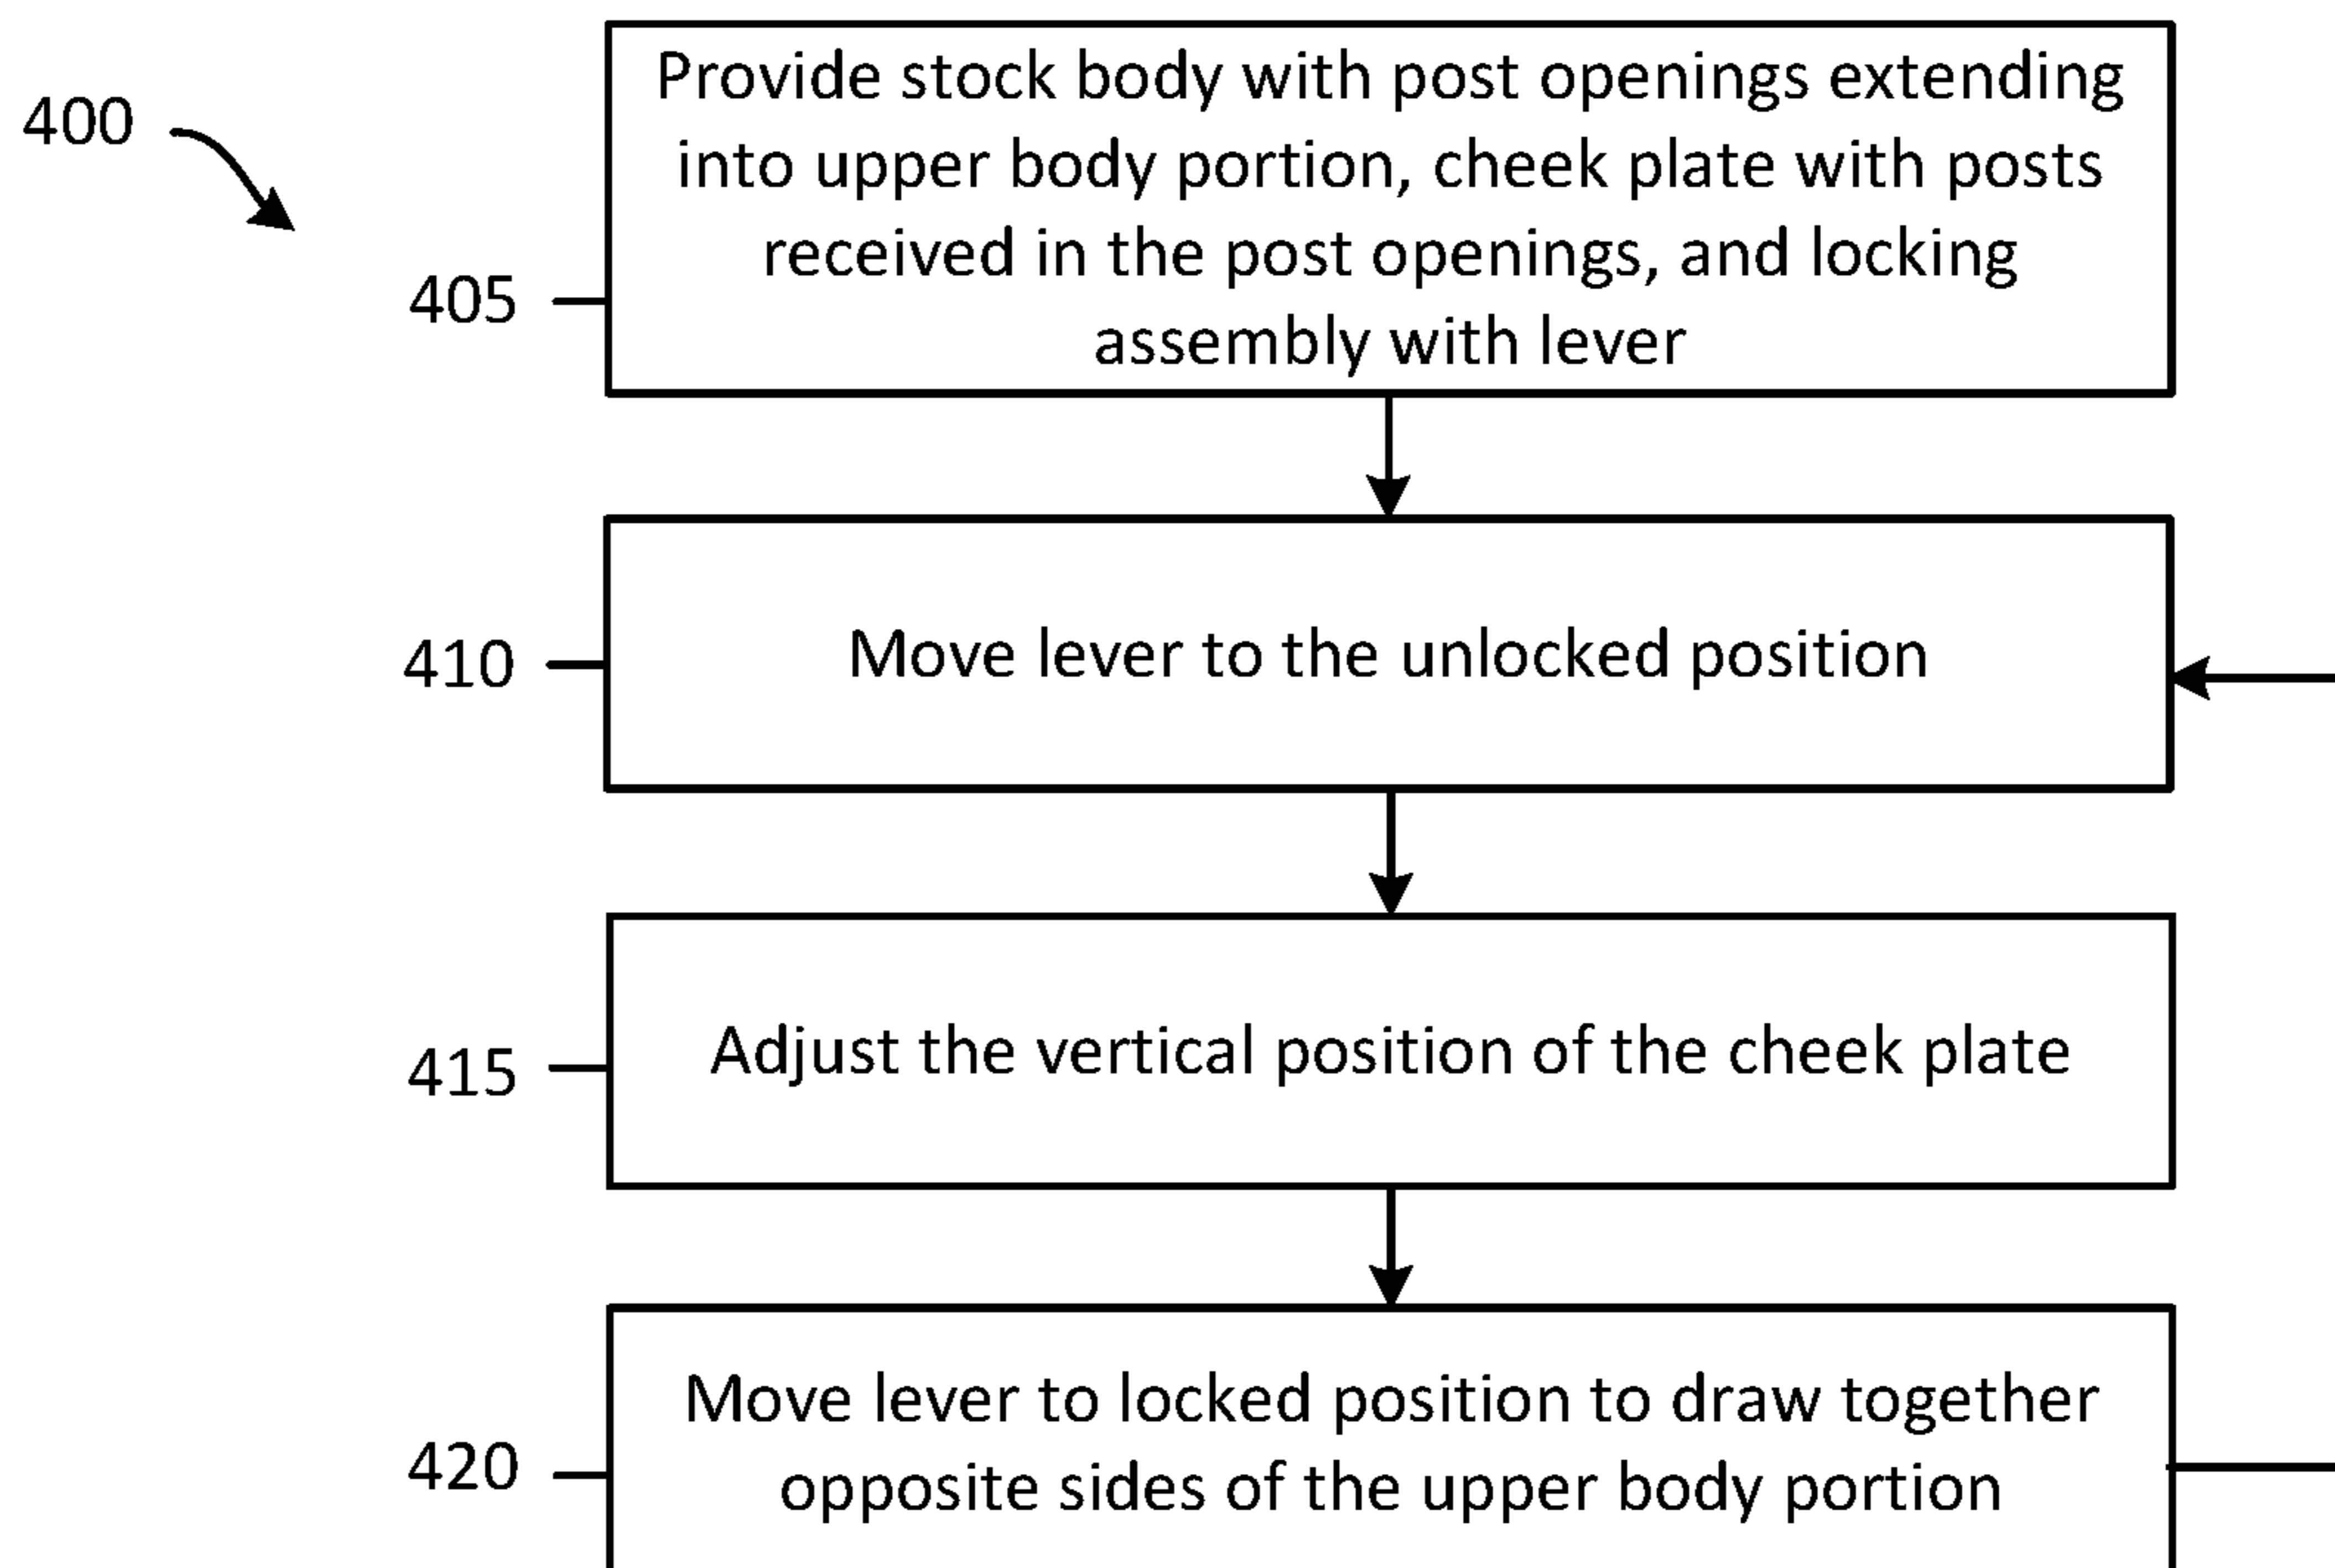 400
Provide stock body with post openings extending
into upper body portion, cheek plate with posts
received in the post openings, and locking
assembly with lever
405
Move lever to the unlocked position
410
Adjust the vertical position of the cheek plate
415
Move lever to locked position to draw together
opposite sides of the upper body portion
420